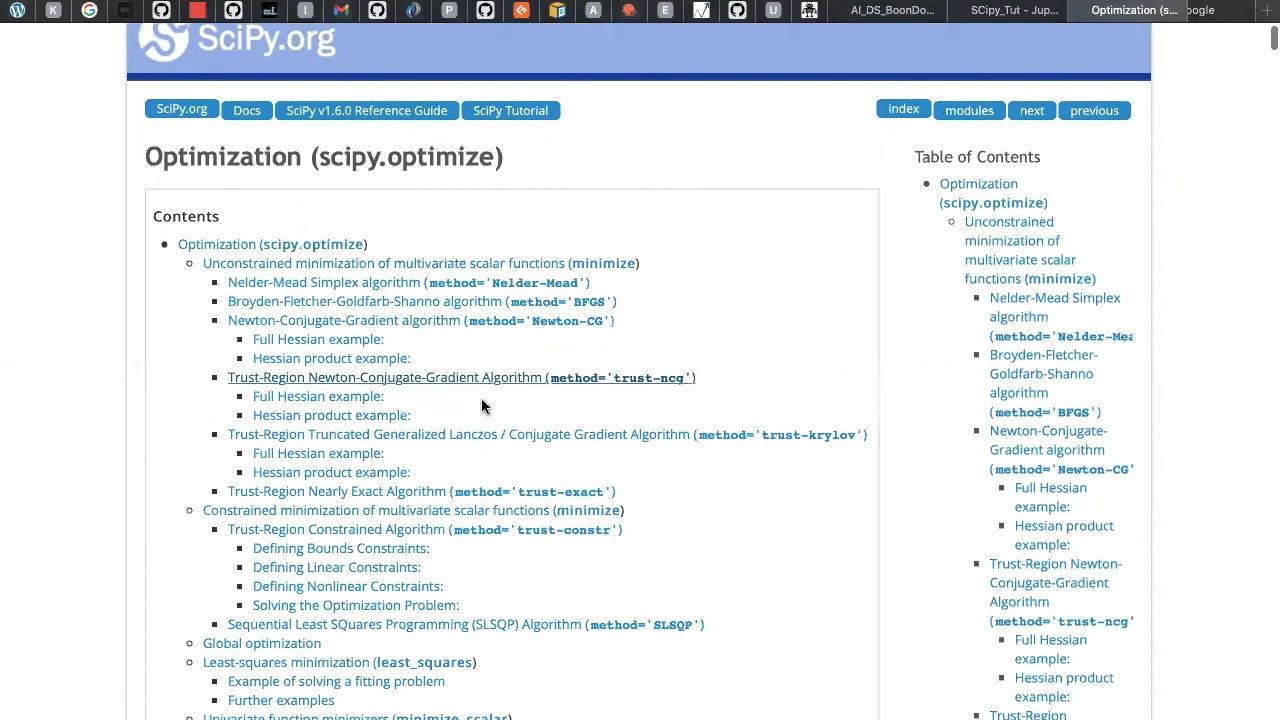 K
mL
I
P
A
E
U
AI_DS_BoonDo...
SCipy_Tut - Jup...
Optimization (s...
oogle
SciPy.org
SciPy.org
Docs
SciPy v1.6.0 Reference Guide
SciPy Tutorial
index
modules
next
previous
Optimization (scipy.optimize)
Contents
Optimization (scipy.optimize)
Unconstrained minimization of multivariate scalar functions (minimize)
Nelder-Mead Simplex algorithm (method='Nelder-Mead')
Broyden-Fletcher-Goldfarb-Shanno algorithm (method='BFGS')
Newton-Conjugate-Gradient algorithm (method='Newton-CG')
Full Hessian example:
Hessian product example:
Trust-Region Newton-Conjugate-Gradient Algorithm (method='trust-ncg')
Full Hessian example:
Hessian product example:
Trust-Region Truncated Generalized Lanczos / Conjugate Gradient Algorithm (method='trust-krylov')
Full Hessian example:
Hessian product example:
Trust-Region Nearly Exact Algorithm (method='trust-exact')
Constrained minimization of multivariate scalar functions (minimize)
Trust-Region Constrained Algorithm (method='trust-constr')
Defining Bounds Constraints:
Defining Linear Constraints:
Defining Nonlinear Constraints:
Solving the Optimization Problem:
Sequential Least SQuares Programming (SLSQP) Algorithm (method='SLSQP')
Global optimization
Least-squares minimization (least_squares)
Example of solving a fitting problem
Further examples
Univariate function minimizers (minimize_scalar)
Table of Contents
Optimization
(scipy.optimize)
Unconstrained
minimization of
multivariate scalar
functions (minimize)
Nelder-Mead Simplex
algorithm
(method='Nelder-Mea
Broyden-Fletcher-
Goldfarb-Shanno
algorithm
(method='BFGS')
Newton-Conjugate-
Gradient algorithm
(method='Newton-CG'
Full Hessian
example:
Hessian product
example:
Trust-Region Newton-
Conjugate-Gradient
Algorithm
(method='trust-ncg'
Full Hessian
example:
Hessian product
example:
Trust-Region